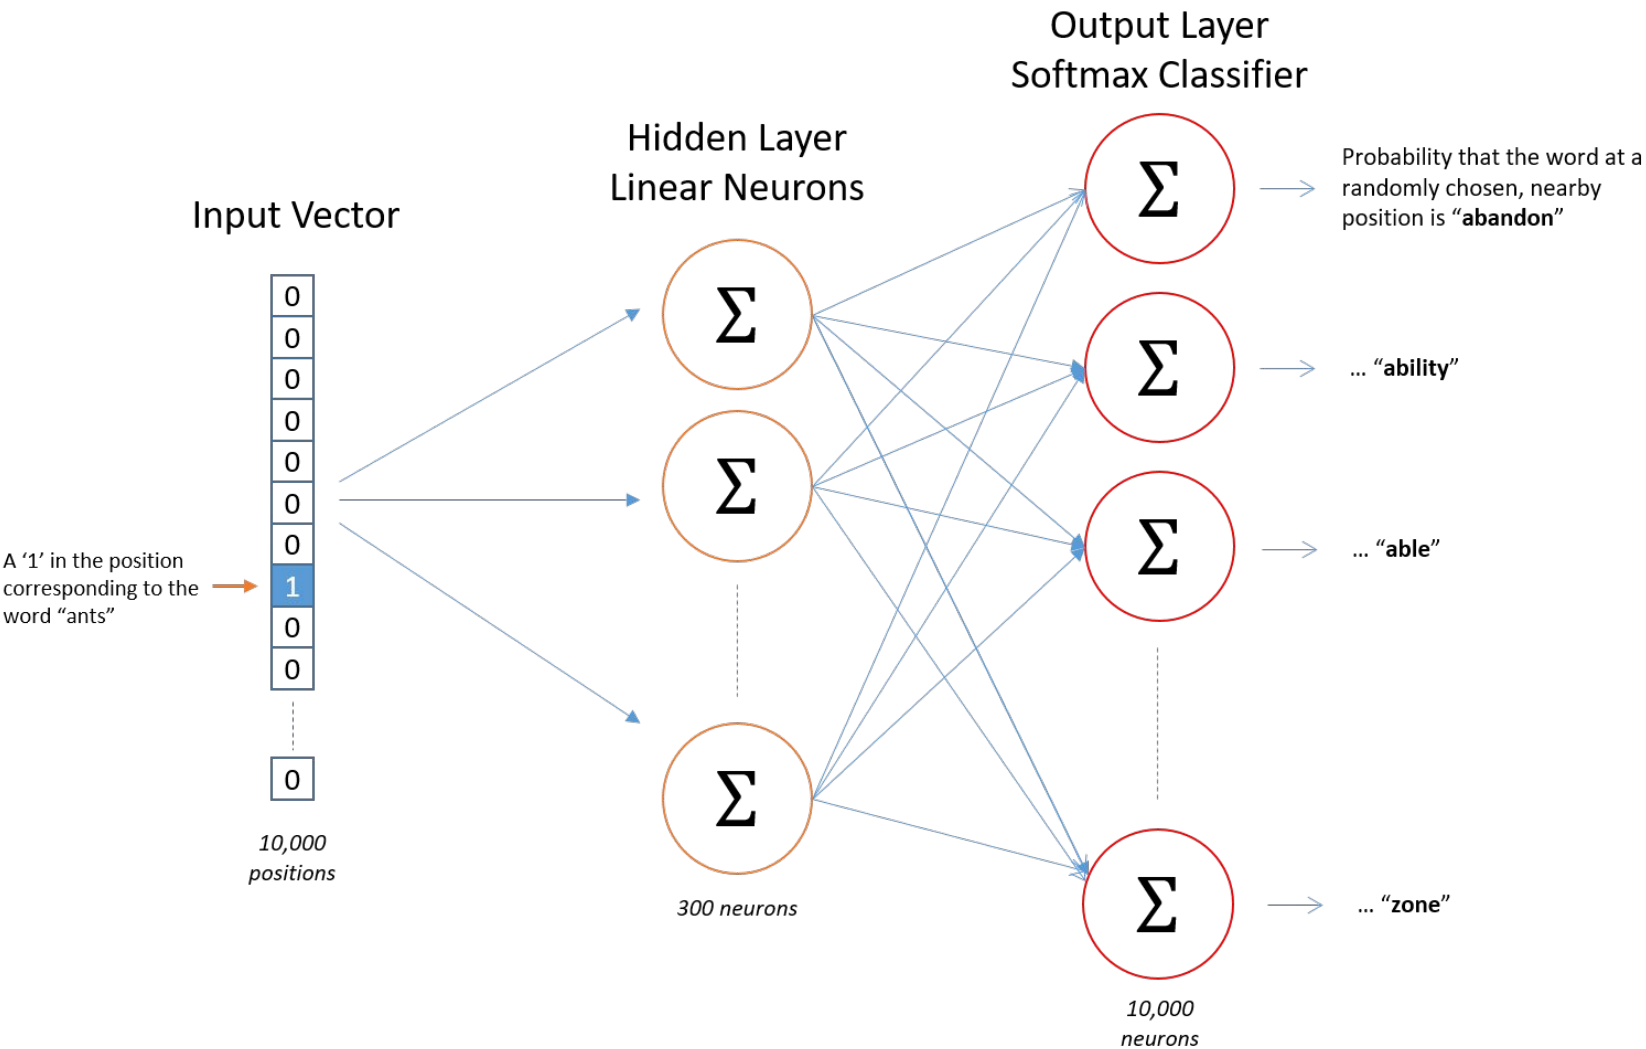 Output Layer
Softmax Classifier
Hidden Layer
Linear Neurons
Input Vector
0
0
0
0
0
0
0
1
0
0
0
A ‘1’ in the position
corresponding to the
word “ants”
10,000
positions
Σ
Σ
Σ
300 neurons
Σ
Σ
Σ
Σ
10,000
neurons
Probability that the word at a
randomly chosen, nearby
position is “abandon”
... “ability”
... “able”
... “zone”